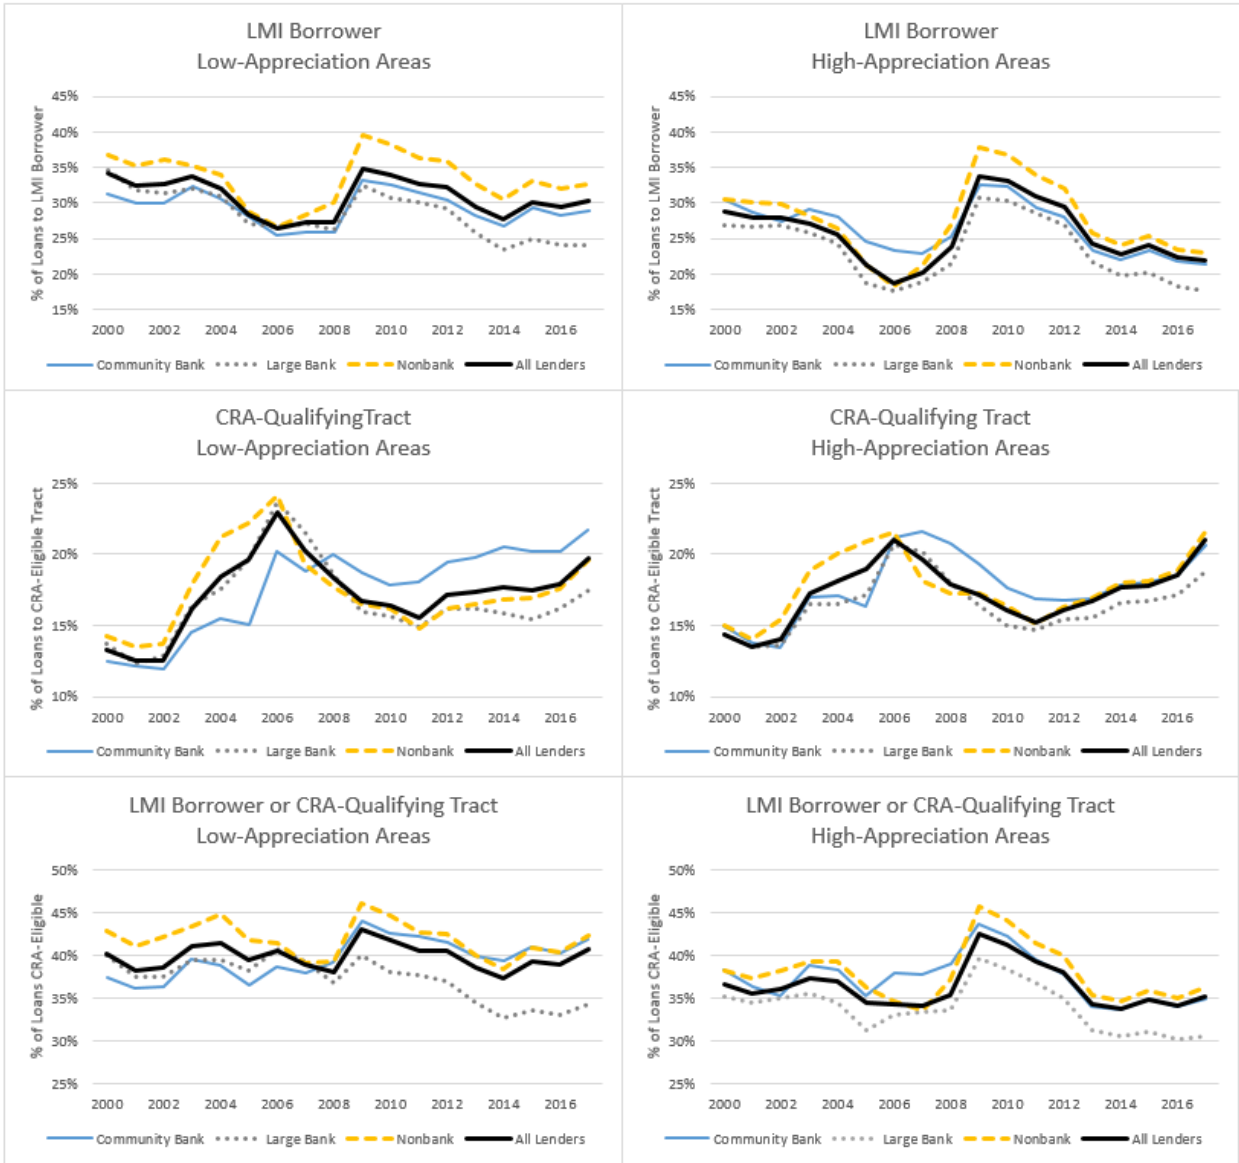 LMI Borrower
Low-Appreciation Areas
% of Loans to LMI Borrower
45%
40%
35%
30%
25%
20%
15%
2000 2002 2004 2006 2008 2010 2012 2014 2016
Community Bank Large Bank Nonbank All Lenders
LMI Borrower
High-Appreciation Areas
% of Loans to LMI Borrower
45%
40%
35%
30%
25%
20%
15%
2000 2002 2004 2006 2008 2010 2012 2014 2016
Community Bank Large Bank Nonbank All Lenders
CRA-QualifyingTract
Low-Appreciation Areas
% of Loans to CRA-Eligible Tract
25%
20%
15%
10%
2000 2002 2004 2006 2008 2010 2012 2014 2016
Community Bank Large Bank Nonbank All Lenders
CRA-Qualifying Tract
High-Appreciation Areas
% of Loans to CRA-Eligible Tract
25%
20%
15%
10%
2000 2002 2004 2006 2008 2010 2012 2014 2016
Community Bank Large Bank Nonbank All Lenders
LMI Borrower or CRA-Qualifying Tract
Low-Appreciation Areas
% of Loans CRA-Eligible
50%
45%
40%
35%
30%
25%
2000 2002 2004 2006 2008 2010 2012 2014 2016
Community Bank Large Bank Nonbank All Lenders
LMI Borrower or CRA-Qualifying Tract
High-Appreciation Areas
% of Loans CRA-Eligible
50%
45%
40%
35%
30%
25%
2000 2002 2004 2006 2008 2010 2012 2014 2016
Community Bank Large Bank Nonbank All Lenders